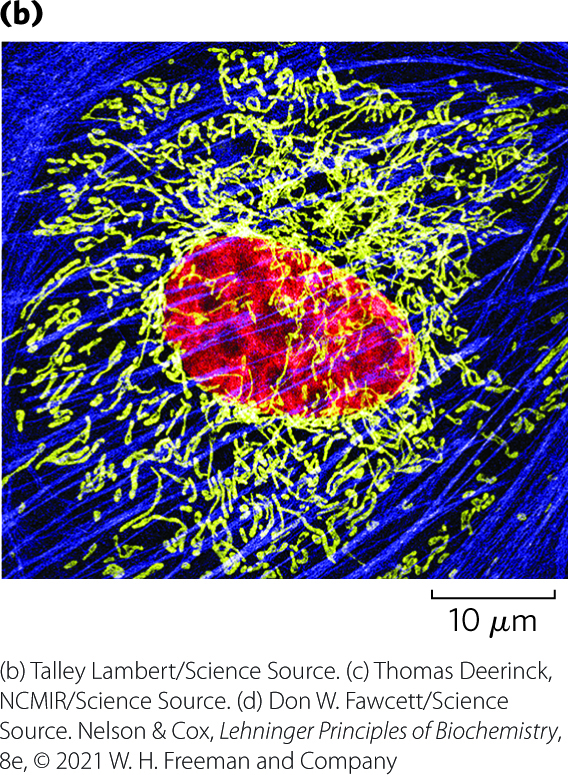 (b)
10 μm
(b) Talley Lambert/Science Source. (c) Thomas Deerinck,
NCMIR/Science Source. (d) Don W. Fawcett/Science
Source. Nelson & Cox, Lehninger Principles of Biochemistry,
8e, © 2021 W. H. Freeman and Company